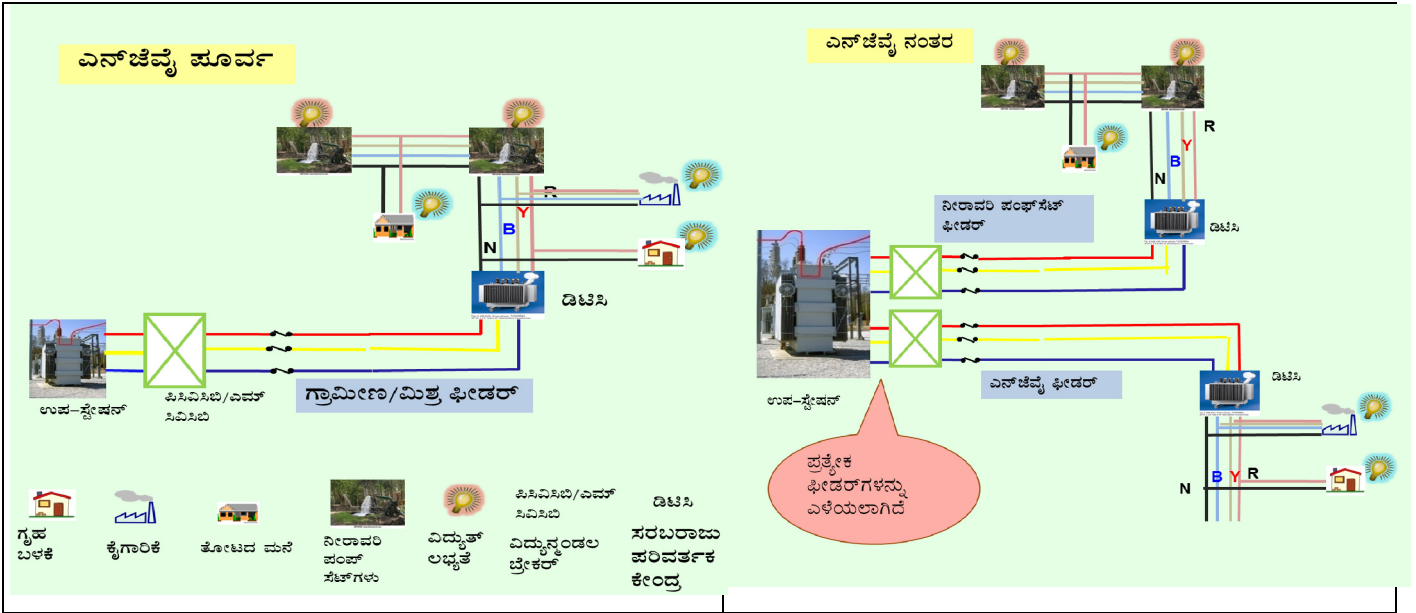 ಎನ್‌ಜೆವೈ ಪೂರ್ವ
R
Y
B
N
ಡಿಟಿಸಿ
ಉಪ–ಸ್ಟೇಷನ್
ಪಿಸಿವಿಸಿಬಿ/ಎಮ್
ಸಿವಿಸಿಬಿ
ಗ್ರಾಮೀಣ/ಮಿಶ್ರ ಫೀಡರ್
ಗೃಹ
ಬಳಕೆ
ಕೈಗಾರಿಕೆ
ತೋಟದ ಮನೆ
ನೀರಾವರಿ
ಪಂಪ್
ಸೆಟ್‌ಗಳು
ವಿದ್ಯುತ್
ಲಭ್ಯತೆ
ಪಿಸಿವಿಸಿಬಿ/ಎಮ್
ಸಿವಿಸಿಬಿ
ವಿದ್ಯುನ್ಮಂಡಲ
ಬ್ರೇಕರ್
ಡಿಟಿಸಿ
ಸರಬರಾಜು
ಪರಿವರ್ತಕ
ಕೇಂದ್ರ
ಎನ್‌ಜೆವೈ ನಂತರ
R
Y
B
N
ನೀರಾವರಿ ಪಂಫ್‌ಸೆಟ್
ಫೀಡರ್
ಡಿಟಿಸಿ
ಎನ್‌ಜೆವೈ ಫೀಡರ್
ಡಿಟಿಸಿ
ಉಪ–ಸ್ಟೇಷನ್
ಪ್ರತ್ಯೇಕ
ಫೀಡರ್‌ಗಳನ್ನು
ಎಳೆಯಲಾಗಿದೆ
B
Y
R
N